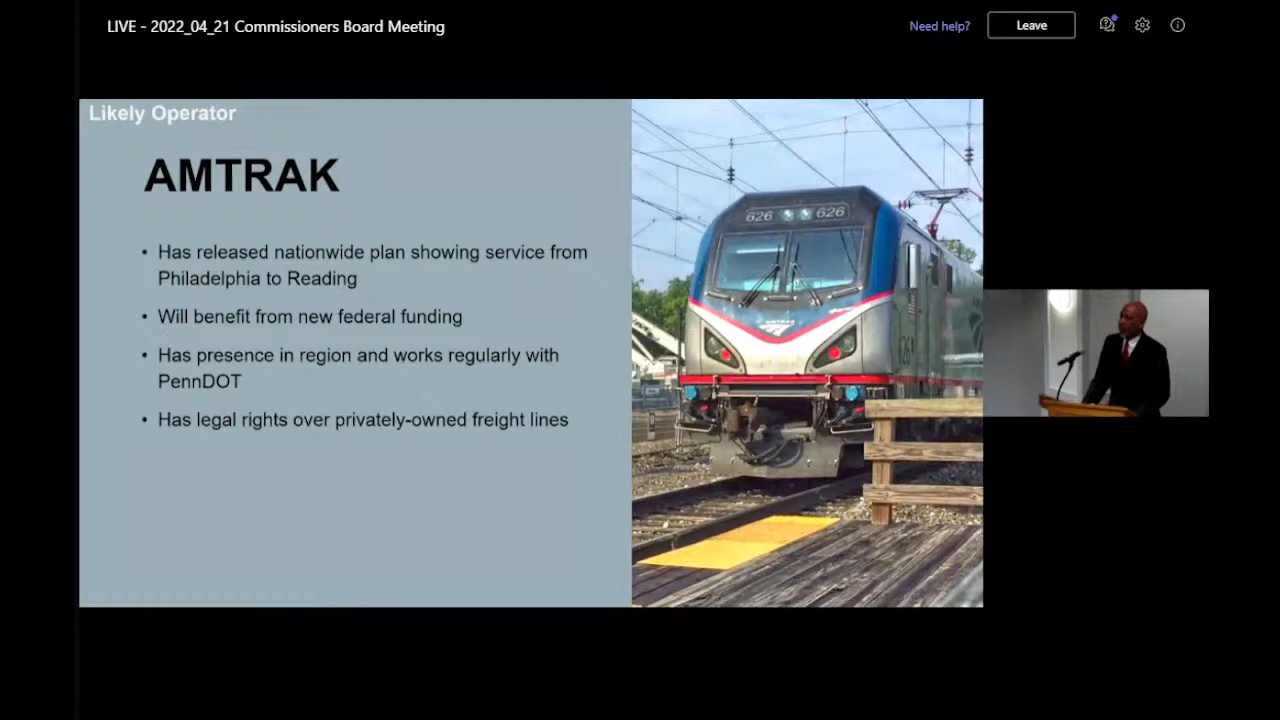 LIVE - 2022_04_21 Commissioners Board Meeting
Need help?
Leave
Likely Operator
AMTRAK
• Has released nationwide plan showing service from
Philadelphia to Reading
• Will benefit from new federal funding
• Has presence in region and works regularly with
PennDOT
• Has legal rights over privately-owned freight lines
626 626
AMTRAK